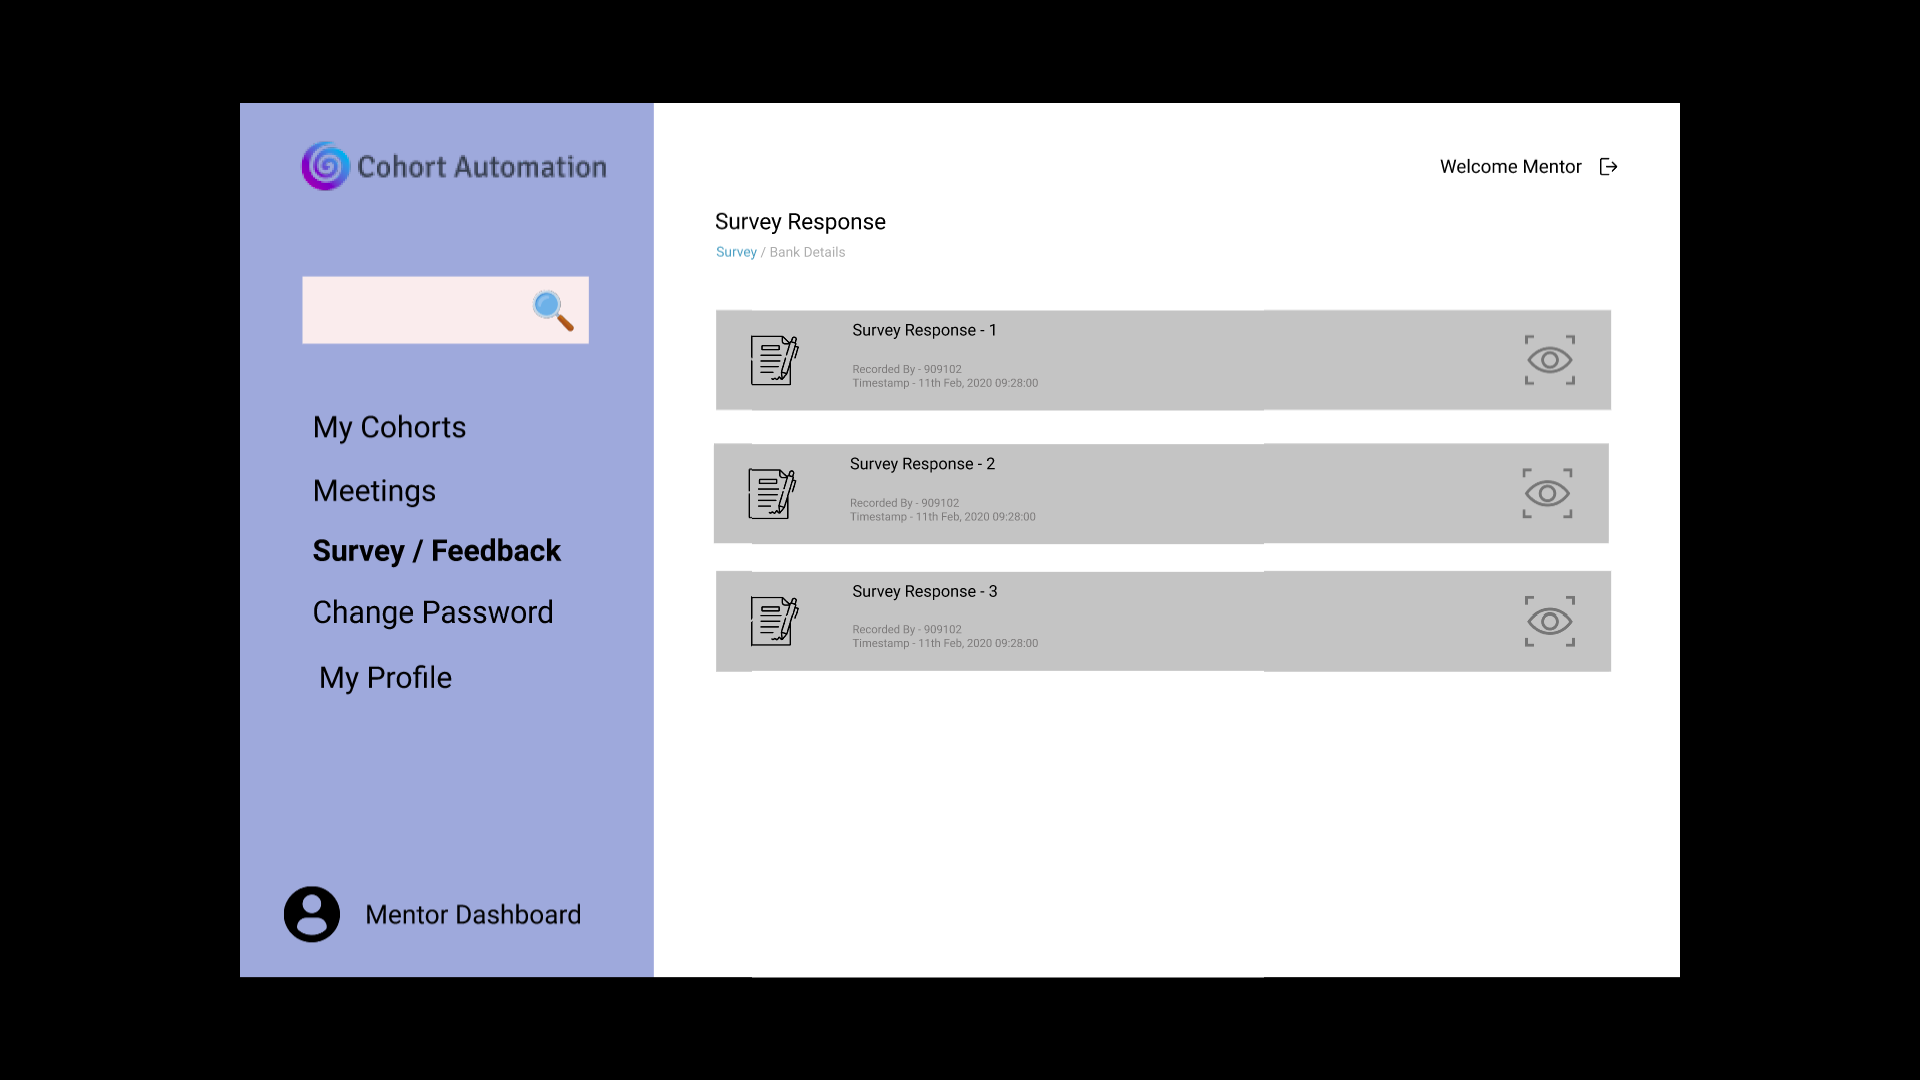 Cohort Automation
My Cohorts
Meetings
Survey / Feedback
Change Password
My Profile
Mentor Dashboard
Welcome Mentor
Survey Response
Survey / Bank Details
Survey Response - 1
Recorded By - 909102
Timestamp - 11th Feb, 2020 09:28:00
Survey Response - 2
Recorded By - 909102
Timestamp - 11th Feb, 2020 09:28:00
Survey Response - 3
Recorded By - 909102
Timestamp - 11th Feb, 2020 09:28:00